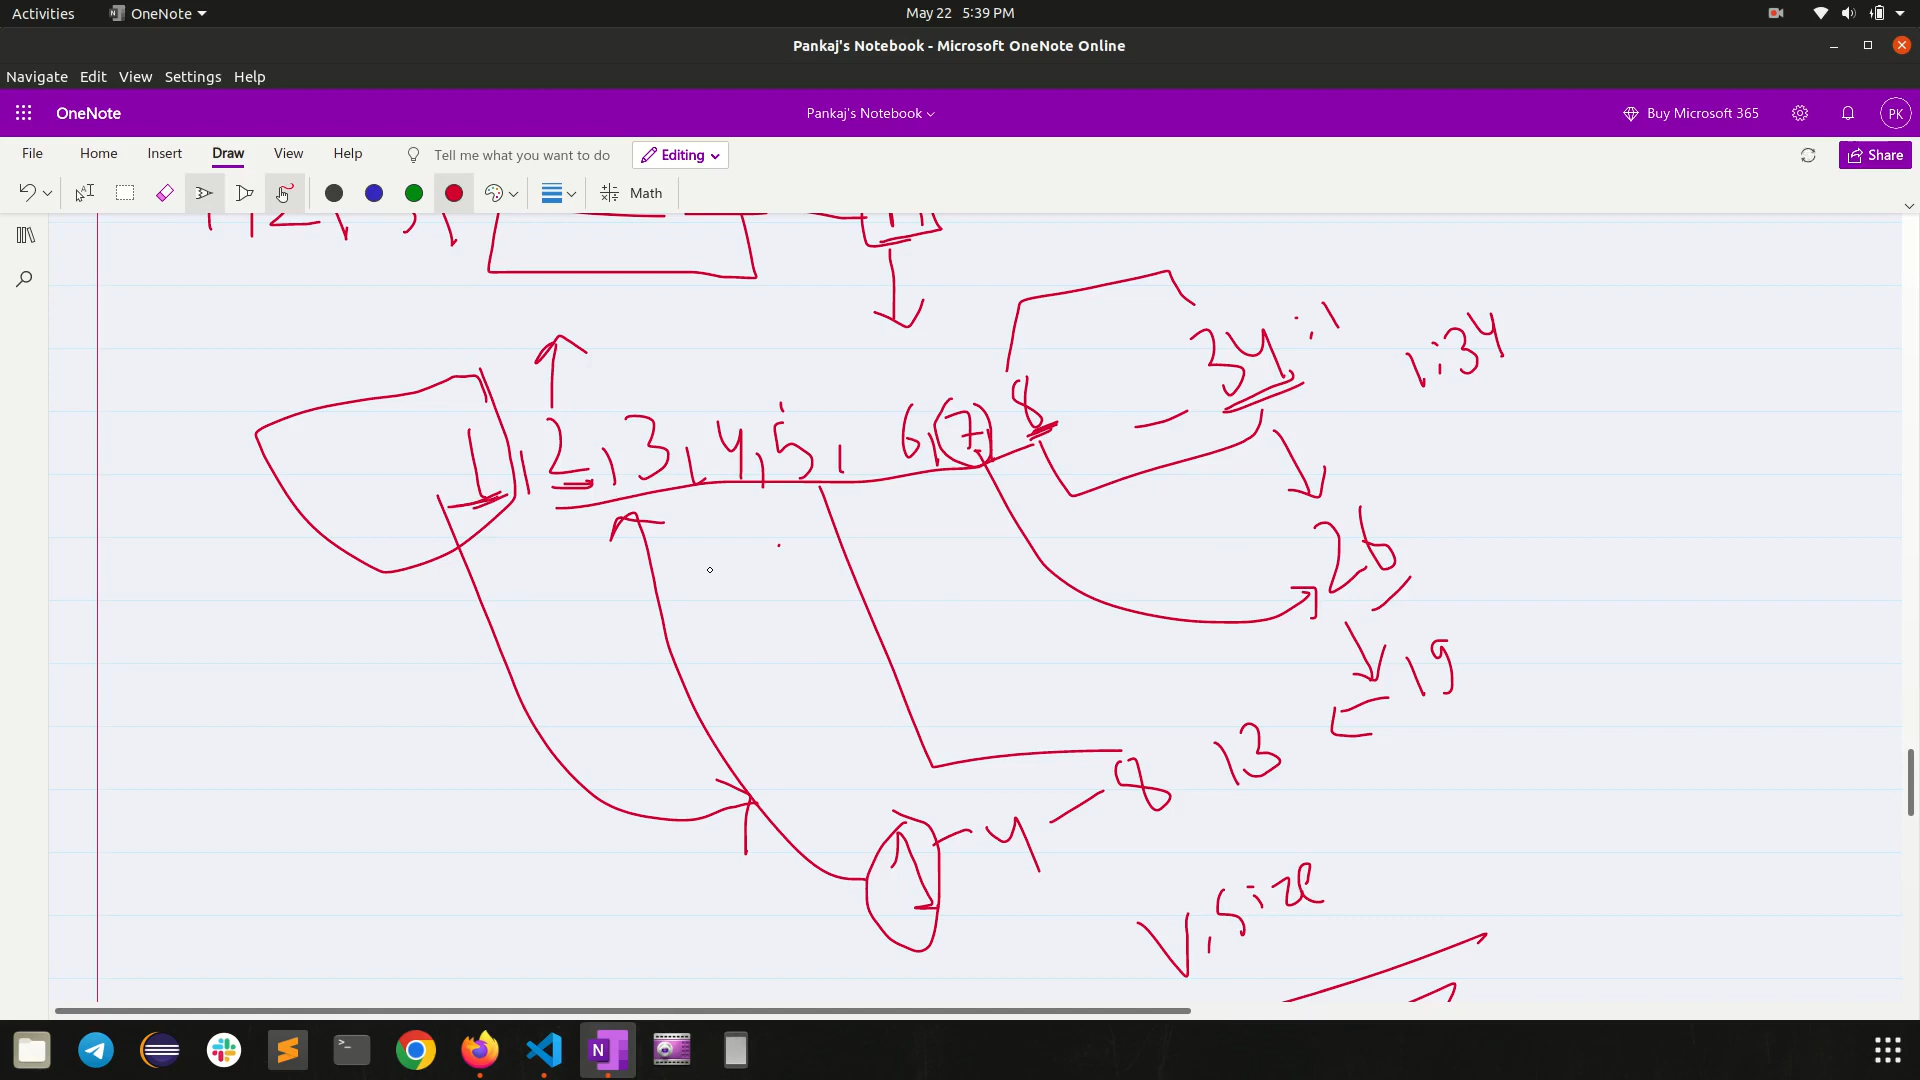 Activities OneNote May 22 5:39 PM
Pankaj's Notebook - Microsoft OneNote Online
Navigate Edit View Settings Help
OneNote Pankaj's Notebook Buy Microsoft 365 PK
File Home Insert Draw View Help Tell me what you want to do Editing Share
Math
34 : 1
1:34
1, 2, 3, 4, 5, 6, 7, 8
26
19
13
8
4
1
V.size